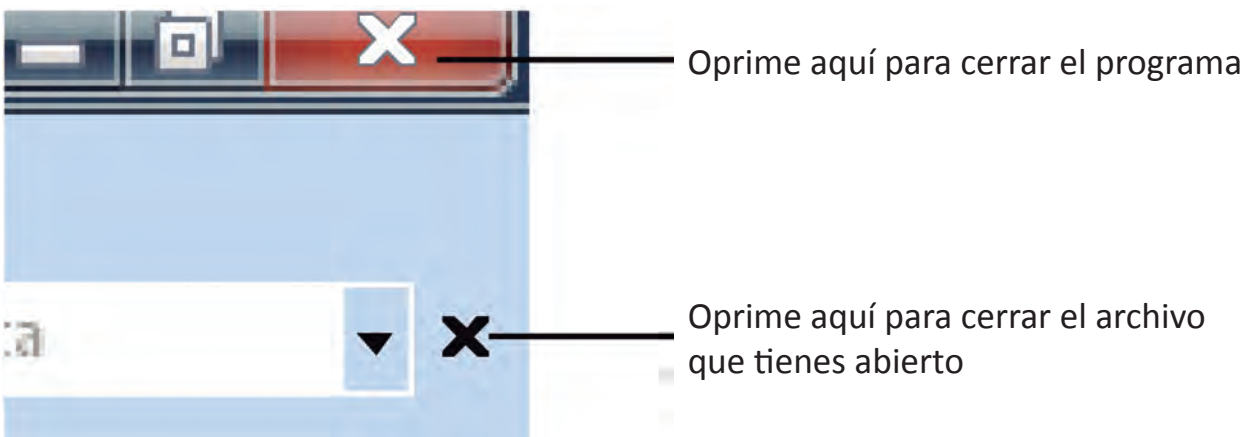 Oprime aquí para cerrar el programa
Oprime aquí para cerrar el archivo
que tienes abierto